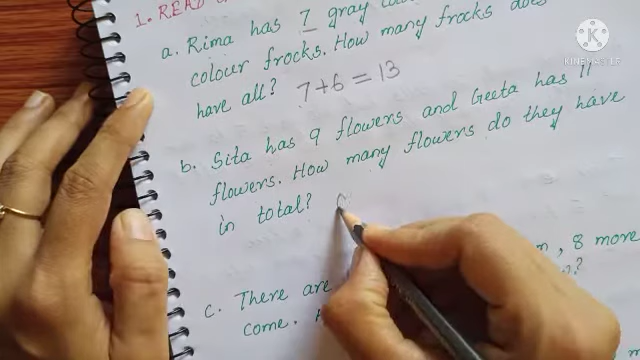 1. READ
a. Rima has 7 gray
colour frocks. How many frocks does
have all? 7+6=13
b. Sita has 9 flowers and Geeta has 11
flowers. How many flowers do they have
in total?
c. There are , 8 more
come. ?
KINEMASTER